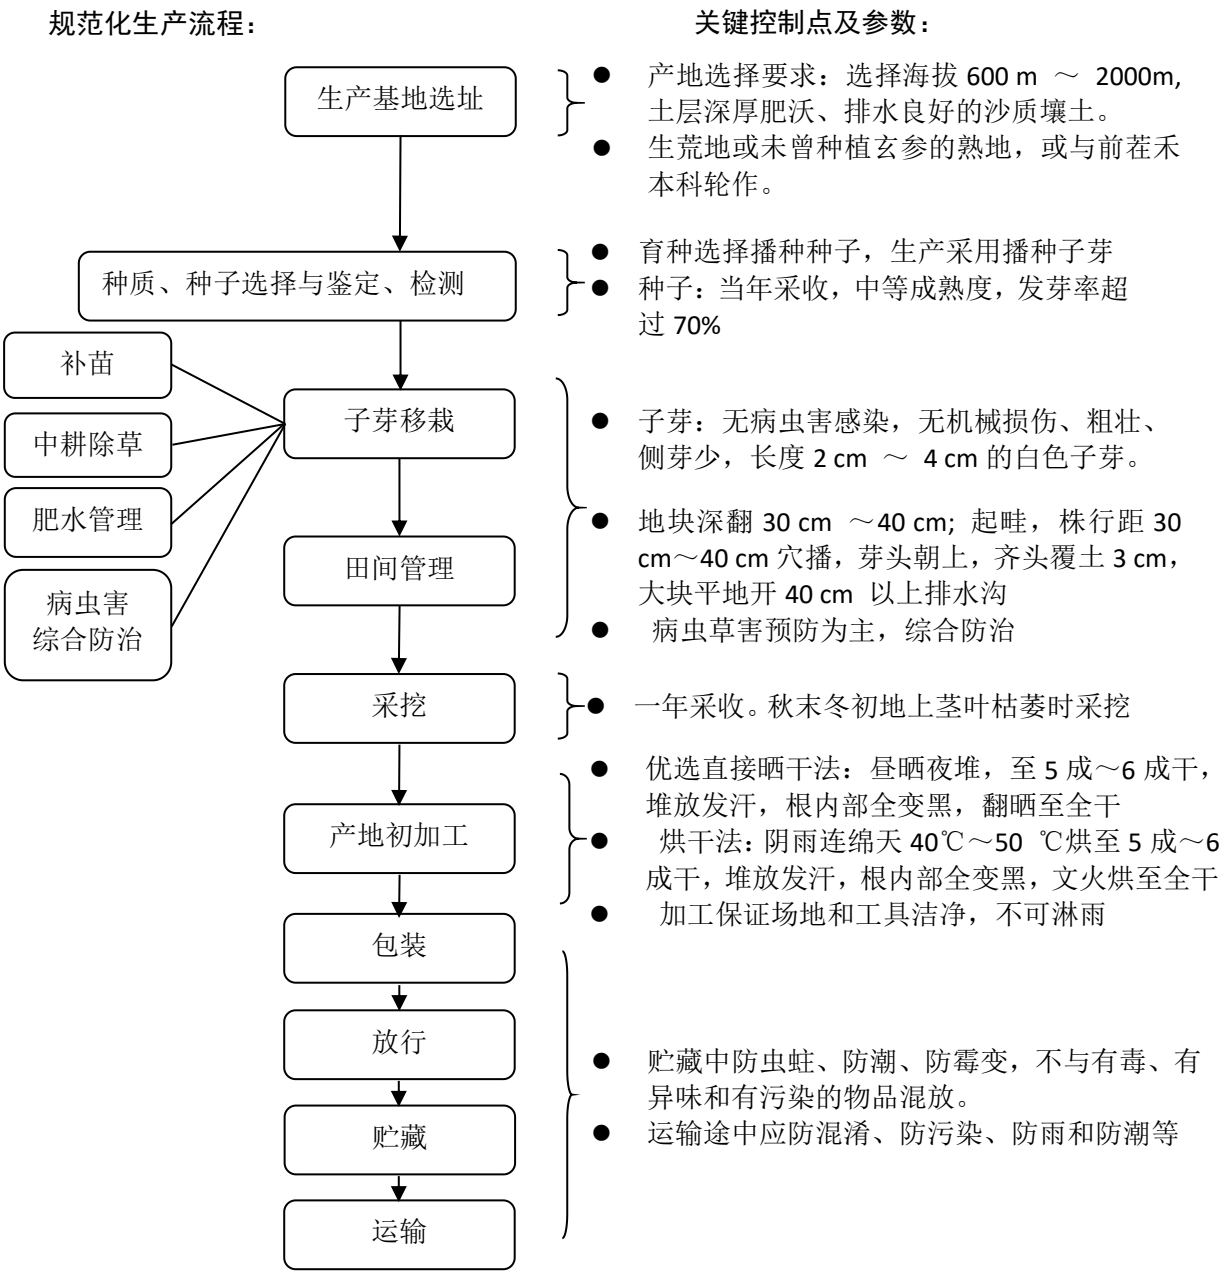 规范化生产流程：
关键控制点及参数：
生产基地选址
● 产地选择要求：选择海拔 600 m ～ 2000m,
土层深厚肥沃、排水良好的沙质壤土。
● 生荒地或未曾种植玄参的熟地，或与前茬禾
本科轮作。
种质、种子选择与鉴定、检测
● 育种选择播种种子，生产采用播种子芽
● 种子：当年采收，中等成熟度，发芽率超
过 70%
补苗
中耕除草
肥水管理
病虫害
综合防治
子芽移栽
田间管理
● 子芽：无病虫害感染，无机械损伤、粗壮、
侧芽少，长度 2 cm ～ 4 cm 的白色子芽。
● 地块深翻 30 cm ～40 cm; 起畦，株行距 30
cm～40 cm 穴播，芽头朝上，齐头覆土 3 cm，
大块平地开 40 cm 以上排水沟
● 病虫草害预防为主，综合防治
采挖
● 一年采收。秋末冬初地上茎叶枯萎时采挖
产地初加工
● 优选直接晒干法：昼晒夜堆，至 5 成～6 成干，
堆放发汗，根内部全变黑，翻晒至全干
● 烘干法：阴雨连绵天 40℃～50 ℃烘至 5 成～6
成干，堆放发汗，根内部全变黑，文火烘至全干
● 加工保证场地和工具洁净，不可淋雨
包装
放行
贮藏
运输
● 贮藏中防虫蛀、防潮、防霉变，不与有毒、有
异味和有污染的物品混放。
● 运输途中应防混淆、防污染、防雨和防潮等